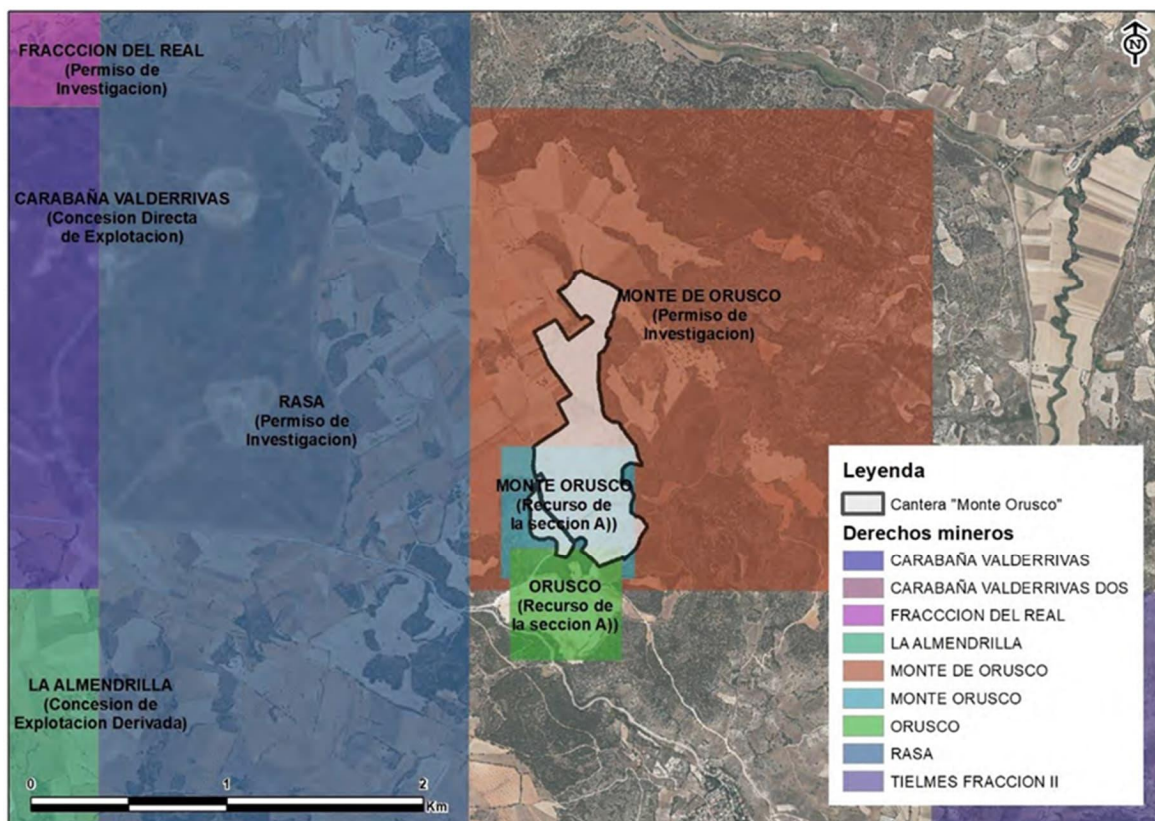 FRACCCION DEL REAL
(Permiso de
Investigacion)
N
CARABAÑA VALDERRIVAS
(Concesion Directa
de Explotacion)
MONTE DE ORUSCO
(Permiso de
Investigacion)
RASA
(Permiso de
Investigacion)
MONTE ORUSCO
(Recurso de
la seccion A))
ORUSCO
(Recurso de
la seccion A))
LA ALMENDRILLA
(Concesion de
Explotacion Derivada)
0 1 2
Km
Leyenda
Cantera "Monte Orusco"
Derechos mineros
CARABAÑA VALDERRIVAS
CARABAÑA VALDERRIVAS DOS
FRACCCION DEL REAL
LA ALMENDRILLA
MONTE DE ORUSCO
MONTE ORUSCO
ORUSCO
RASA
TIELMES FRACCION II